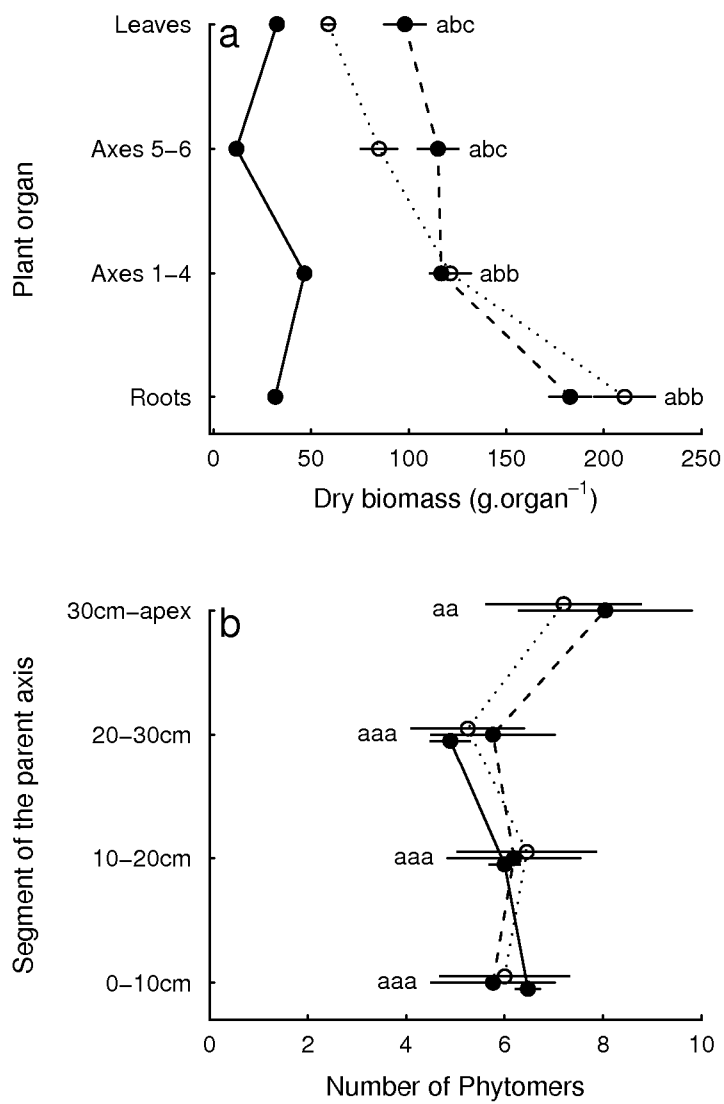 a
Leaves
abc
Axes 5−6
abc
Axes 1−4
abb
Roots
abb
Plant organ
0 50 100 150 200 250
Dry biomass (g.organ⁻¹)
b
30cm−apex
aa
20−30cm
aaa
10−20cm
aaa
0−10cm
aaa
Segment of the parent axis
0 2 4 6 8 10
Number of Phytomers